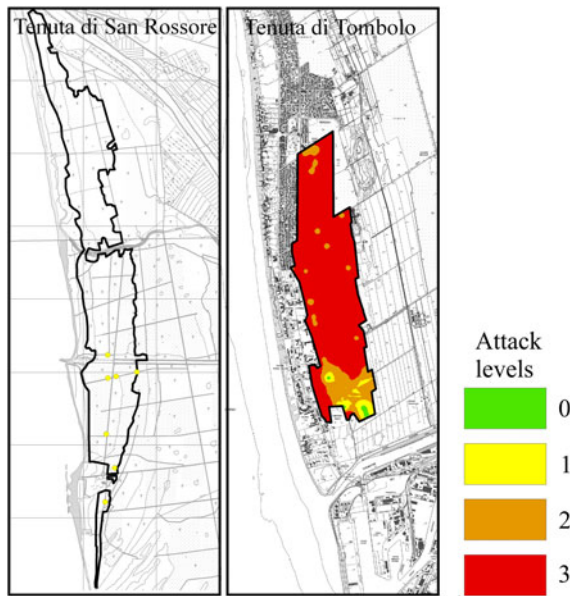 Tenuta di San Rossore
Tenuta di Tombolo
Attack
levels
0
1
2
3